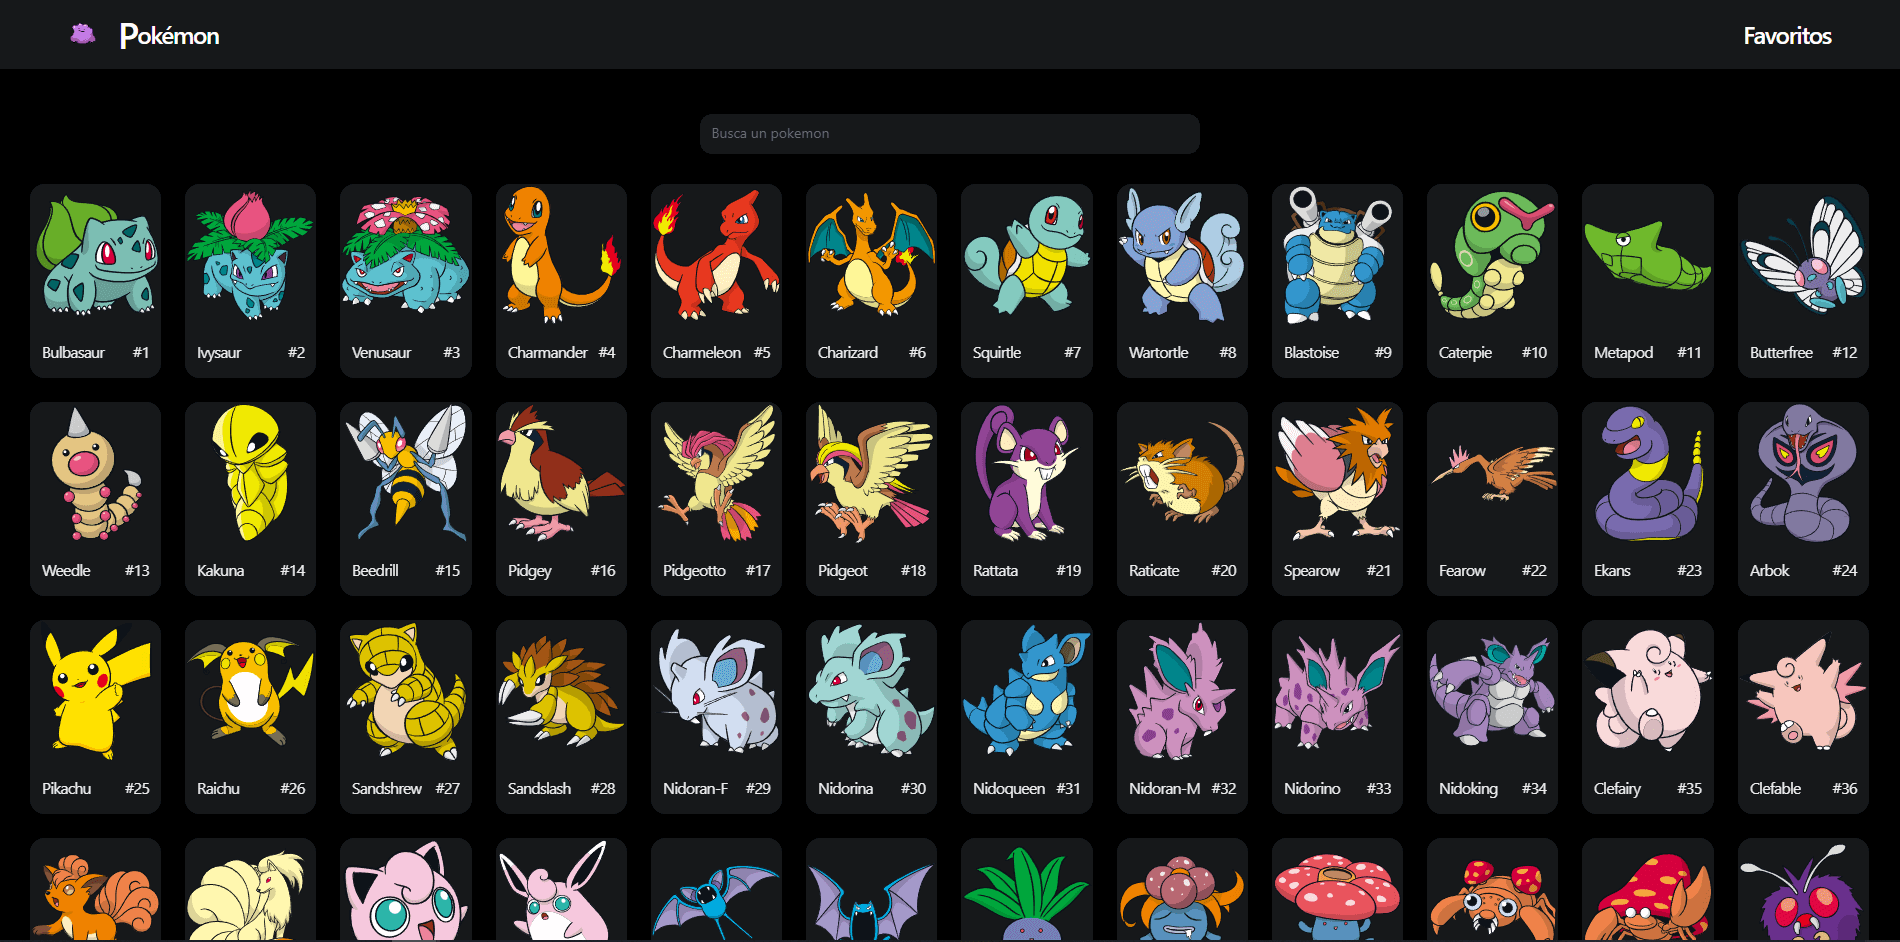 Pokémon Favoritos
Busca un pokemon
Bulbasaur #1 Ivysaur #2 Venusaur #3 Charmander #4 Charmeleon #5 Charizard #6 Squirtle #7 Wartortle #8 Blastoise #9 Caterpie #10 Metapod #11 Butterfree #12
Weedle #13 Kakuna #14 Beedrill #15 Pidgey #16 Pidgeotto #17 Pidgeot #18 Rattata #19 Raticate #20 Spearow #21 Fearow #22 Ekans #23 Arbok #24
Pikachu #25 Raichu #26 Sandshrew #27 Sandslash #28 Nidoran-F #29 Nidorina #30 Nidoqueen #31 Nidoran-M #32 Nidorino #33 Nidoking #34 Clefairy #35 Clefable #36